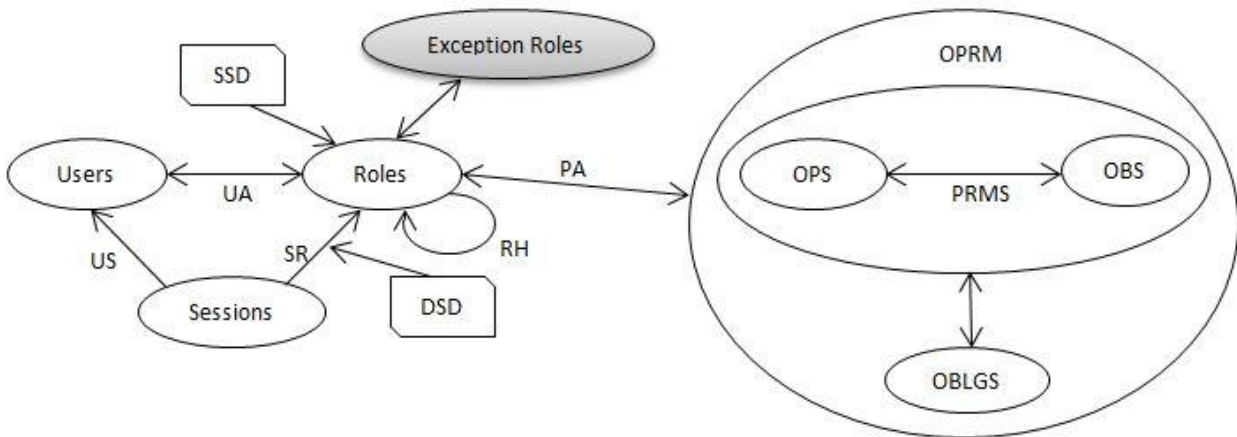 Exception Roles
OPRM
SSD
Users
UA
Roles
PA
OPS
PRMS
OBS
US
SR
RH
Sessions
DSD
OBLGS